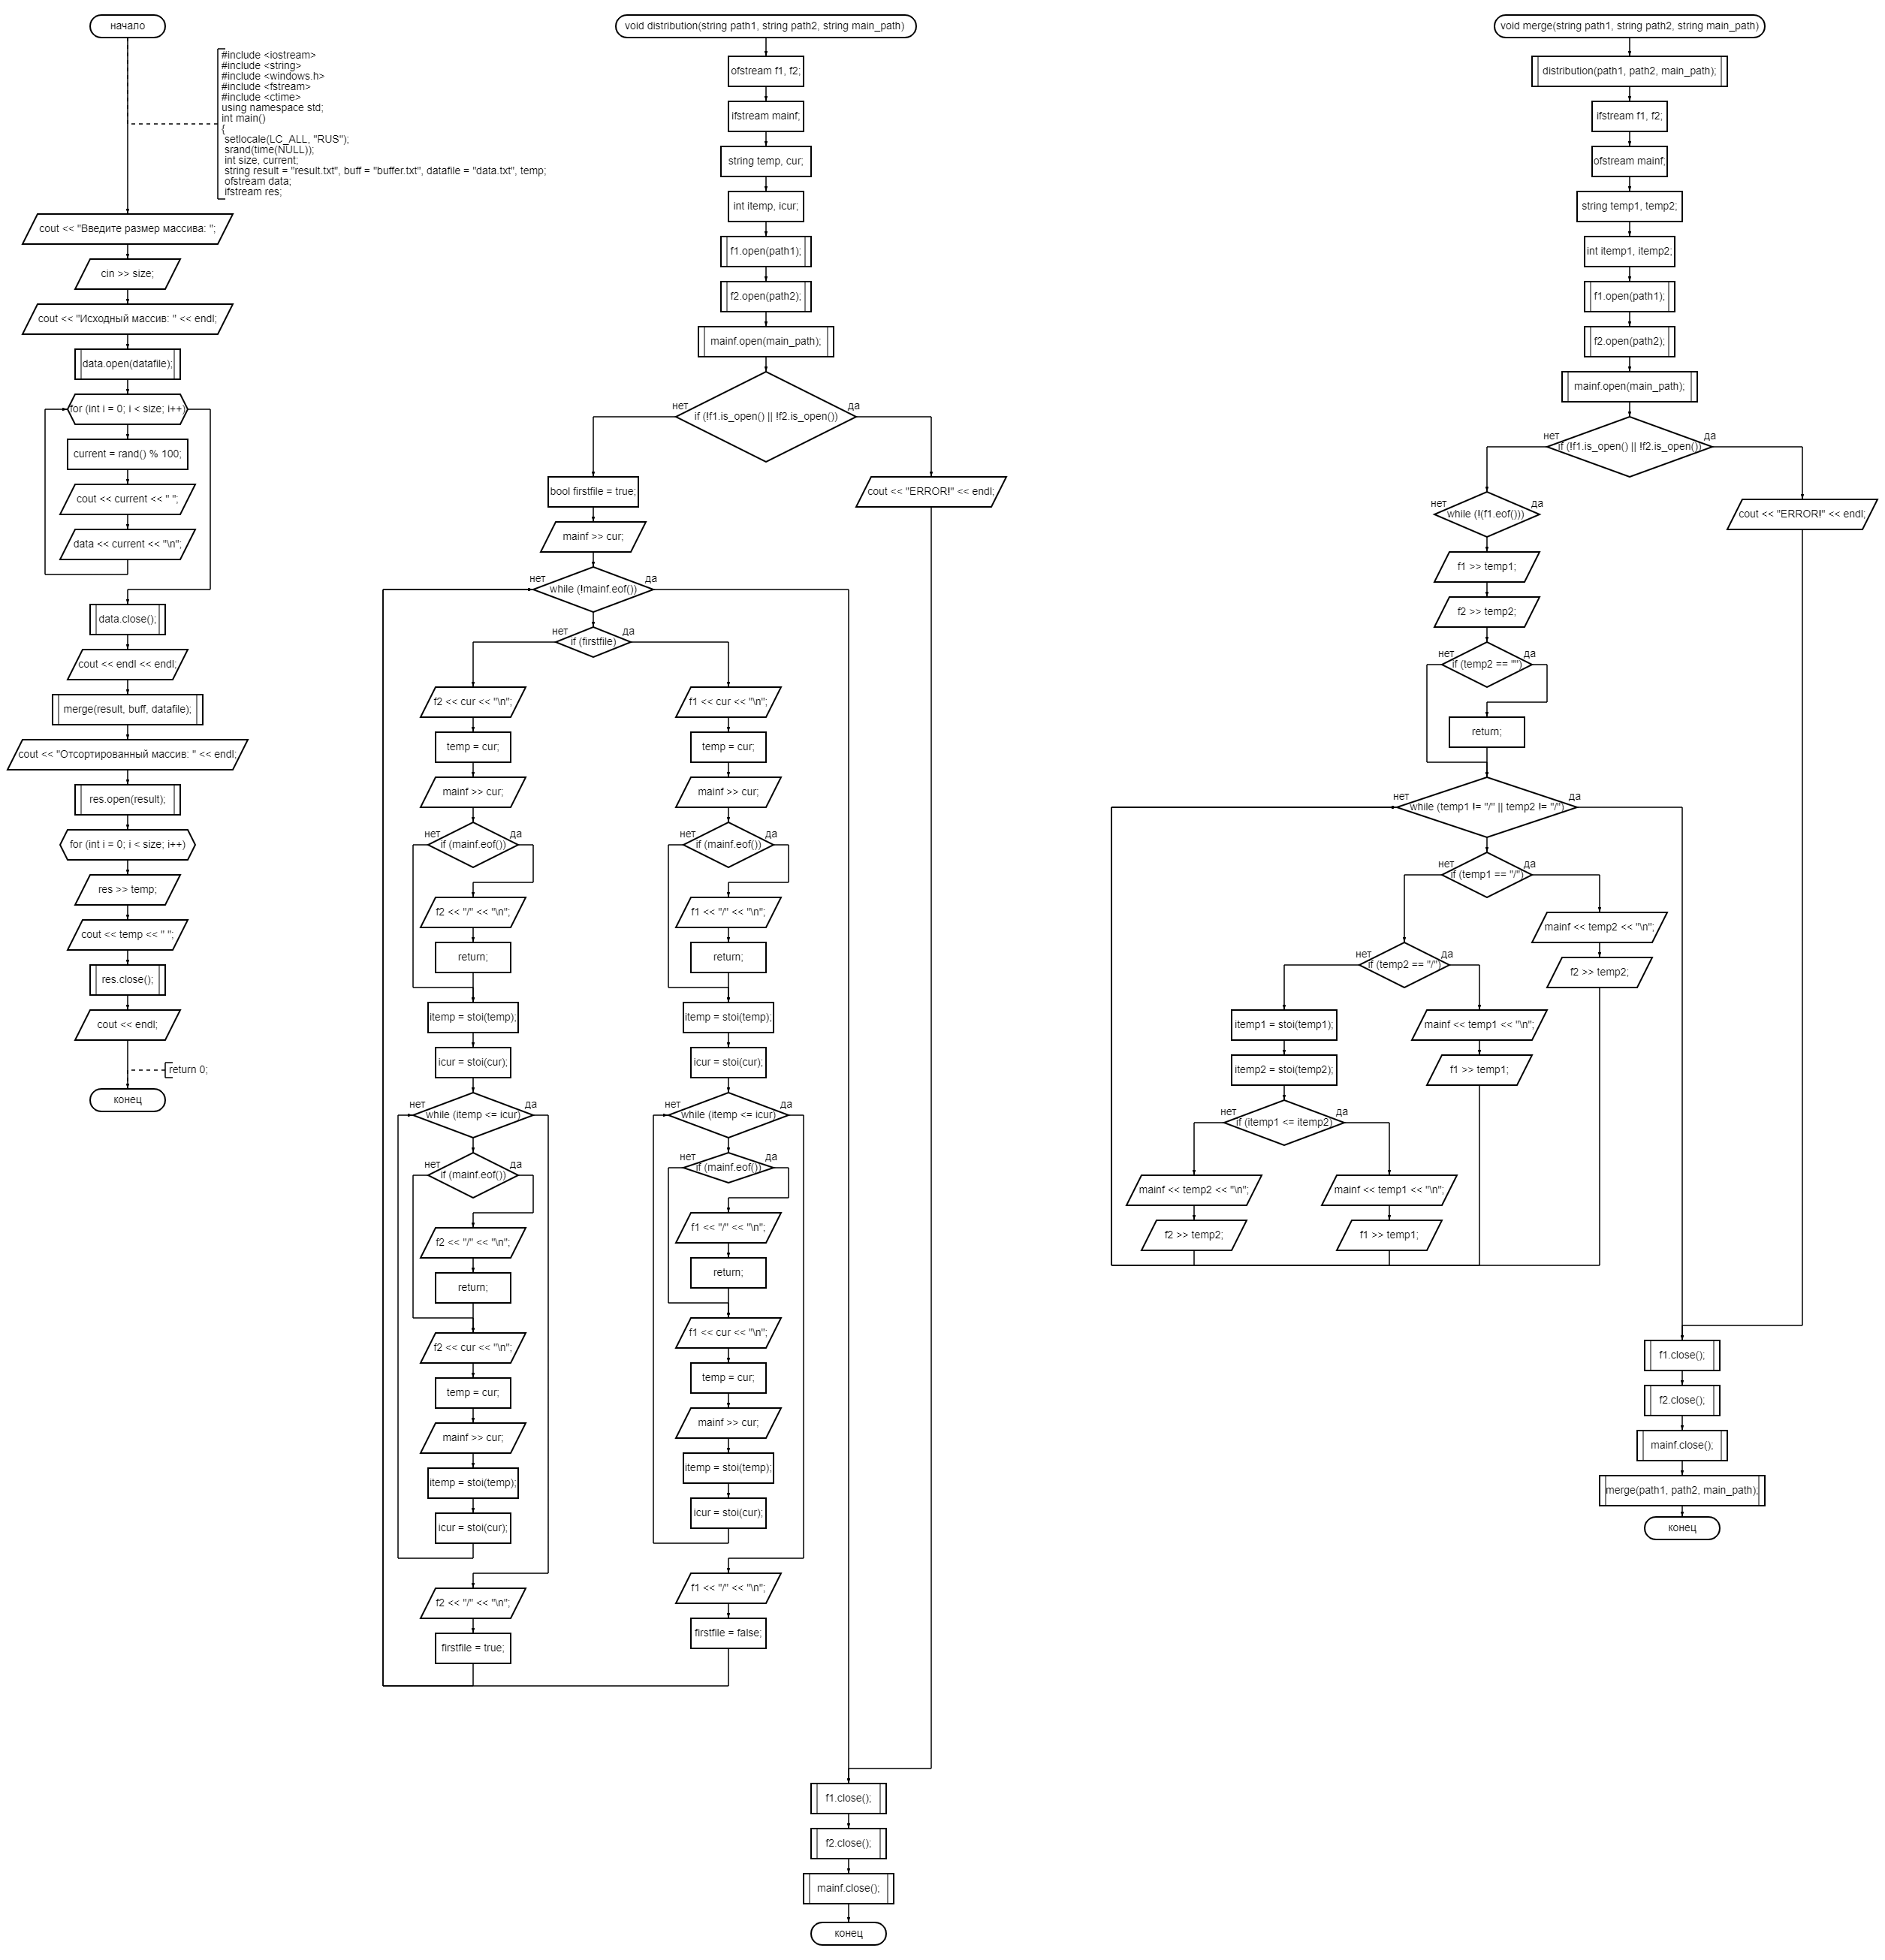 начало
#include <iostream>
#include <string>
#include <windows.h>
#include <fstream>
#include <ctime>
using namespace std;
int main()
{
setlocale(LC_ALL, "RUS");
srand(time(NULL));
int size, current;
string result = "result.txt", buff = "buffer.txt", datafile = "data.txt", temp;
ofstream data;
ifstream res;
cout << "Введите размер массива: ";
cin >> size;
cout << "Исходный массив: " << endl;
data.open(datafile);
for (int i = 0; i < size; i++)
current = rand() % 100;
cout << current << " ";
data << current << "\n";
data.close();
cout << endl << endl;
merge(result, buff, datafile);
cout << "Отсортированный массив: " << endl;
res.open(result);
for (int i = 0; i < size; i++)
res >> temp;
cout << temp << " ";
res.close();
cout << endl;
return 0;
конец
void distribution(string path1, string path2, string main_path)
ofstream f1, f2;
ifstream mainf;
string temp, cur;
int itemp, icur;
f1.open(path1);
f2.open(path2);
mainf.open(main_path);
нет
да
if (!f1.is_open() || !f2.is_open())
bool firstfile = true;
cout << "ERROR!" << endl;
mainf >> cur;
нет
да
while (!mainf.eof())
нет
да
if (firstfile)
f2 << cur << "\n";
temp = cur;
mainf >> cur;
нет
да
if (mainf.eof())
f2 << "/" << "\n";
return;
itemp = stoi(temp);
icur = stoi(cur);
нет
да
while (itemp <= icur)
нет
да
if (mainf.eof())
f2 << "/" << "\n";
return;
f2 << cur << "\n";
temp = cur;
mainf >> cur;
itemp = stoi(temp);
icur = stoi(cur);
f2 << "/" << "\n";
firstfile = true;
f1 << cur << "\n";
temp = cur;
mainf >> cur;
нет
да
if (mainf.eof())
f1 << "/" << "\n";
return;
itemp = stoi(temp);
icur = stoi(cur);
нет
да
while (itemp <= icur)
нет
да
if (mainf.eof())
f1 << "/" << "\n";
return;
f1 << cur << "\n";
temp = cur;
mainf >> cur;
itemp = stoi(temp);
icur = stoi(cur);
f1 << "/" << "\n";
firstfile = false;
f1.close();
f2.close();
mainf.close();
конец
void merge(string path1, string path2, string main_path)
distribution(path1, path2, main_path);
ifstream f1, f2;
ofstream mainf;
string temp1, temp2;
int itemp1, itemp2;
f1.open(path1);
f2.open(path2);
mainf.open(main_path);
нет
да
if (!f1.is_open() || !f2.is_open())
нет
да
while (!(f1.eof()))
cout << "ERROR!" << endl;
f1 >> temp1;
f2 >> temp2;
нет
да
if (temp2 == "")
return;
нет
да
while (temp1 != "/" || temp2 != "/")
нет
да
if (temp1 == "/")
mainf << temp2 << "\n";
f2 >> temp2;
нет
да
if (temp2 == "/")
itemp1 = stoi(temp1);
mainf << temp1 << "\n";
itemp2 = stoi(temp2);
f1 >> temp1;
нет
да
if (itemp1 <= itemp2)
mainf << temp2 << "\n";
mainf << temp1 << "\n";
f2 >> temp2;
f1 >> temp1;
f1.close();
f2.close();
mainf.close();
merge(path1, path2, main_path);
конец